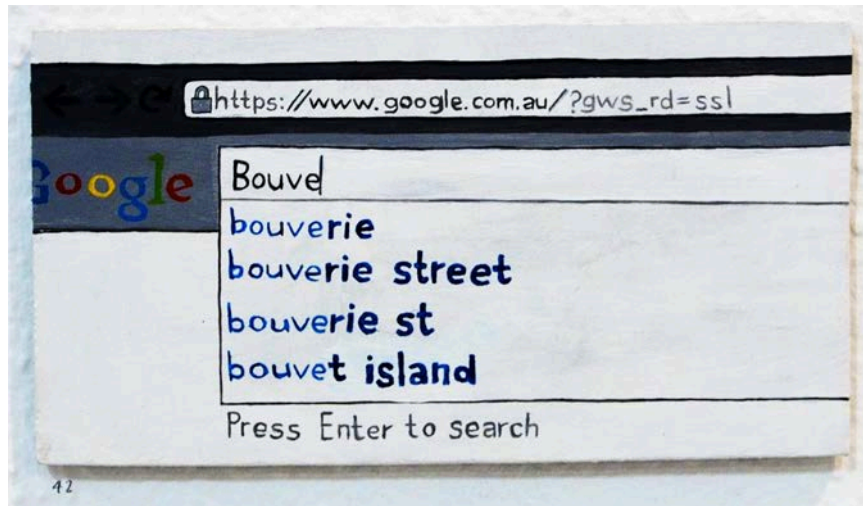 https://www.google.com.au/?gws_rd=ssl
Google
Bouve
bouverie
bouverie street
bouverie st
bouvet island
Press Enter to search
42